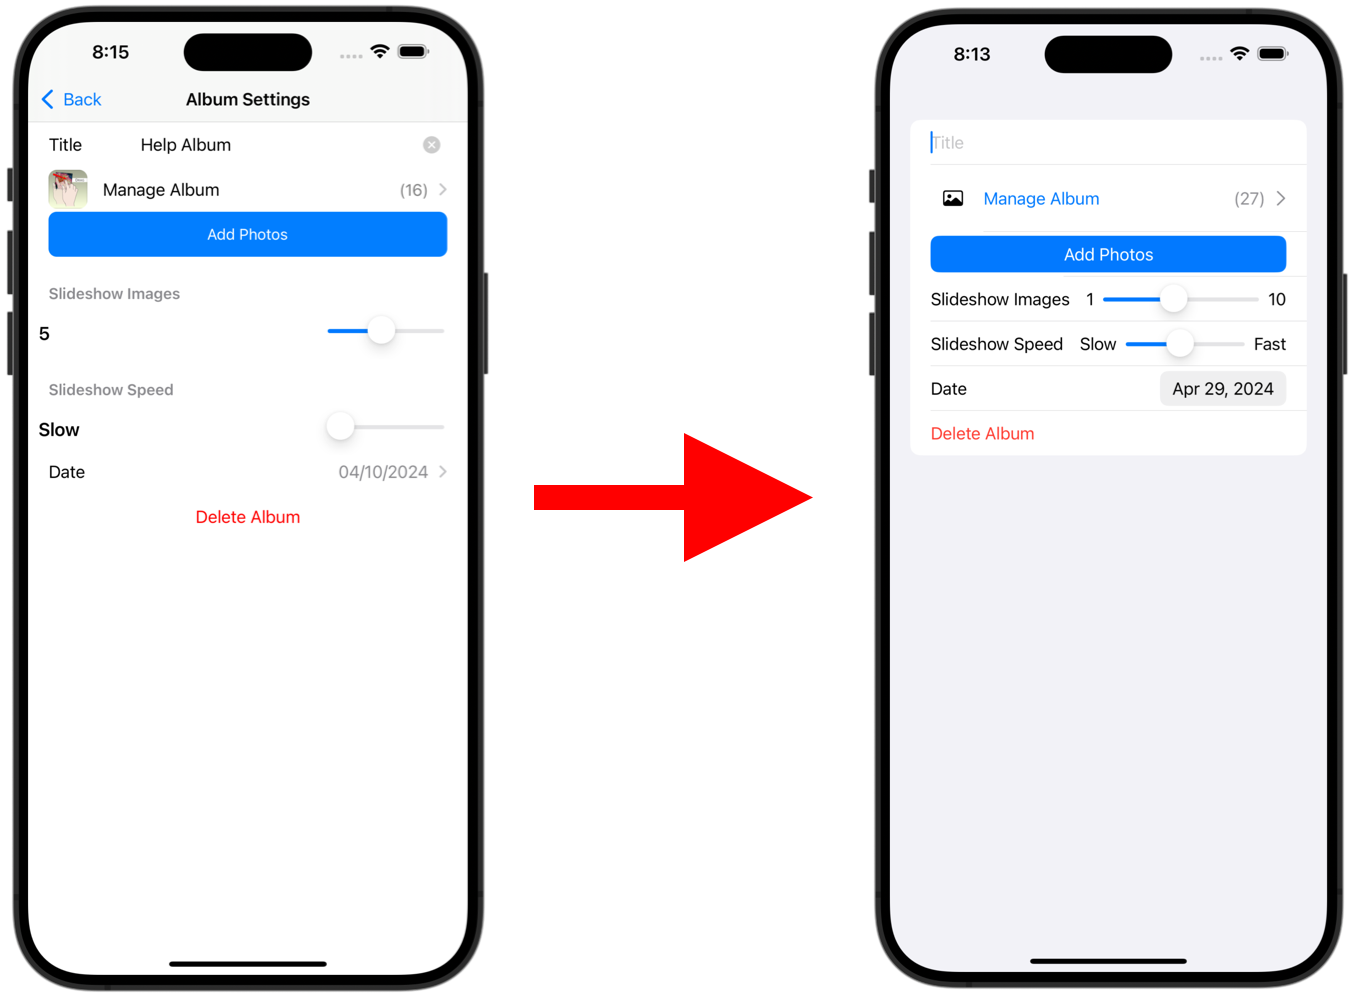 8:15
Back
Album Settings
Title Help Album
Manage Album (16)
Add Photos
Slideshow Images
5
Slideshow Speed
Slow
Date 04/10/2024
Delete Album
8:13
Title
Manage Album (27)
Add Photos
Slideshow Images 1 10
Slideshow Speed Slow Fast
Date Apr 29, 2024
Delete Album